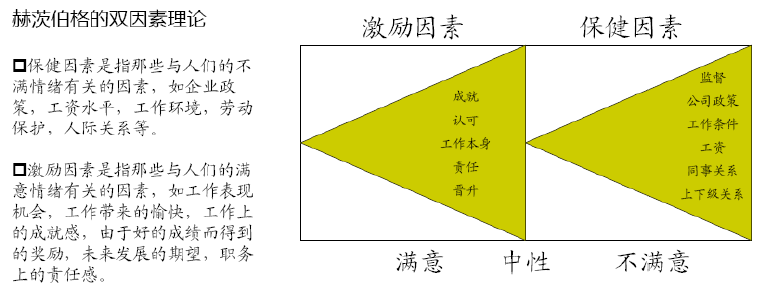 赫茨伯格的双因素理论
❏保健因素是指那些与人们的不
满情绪有关的因素，如企业政
策，工资水平，工作环境，劳动
保护，人际关系等。
❏激励因素是指那些与人们的满
意情绪有关的因素，如工作表现
机会，工作带来的愉快，工作上
的成就感，由于好的成绩而得到
的奖励，未来发展的期望，职务
上的责任感。
激励因素
保健因素
成就
认可
工作本身
责任
晋升
监督
公司政策
工作条件
工资
同事关系
上下级关系
满意
中性
不满意